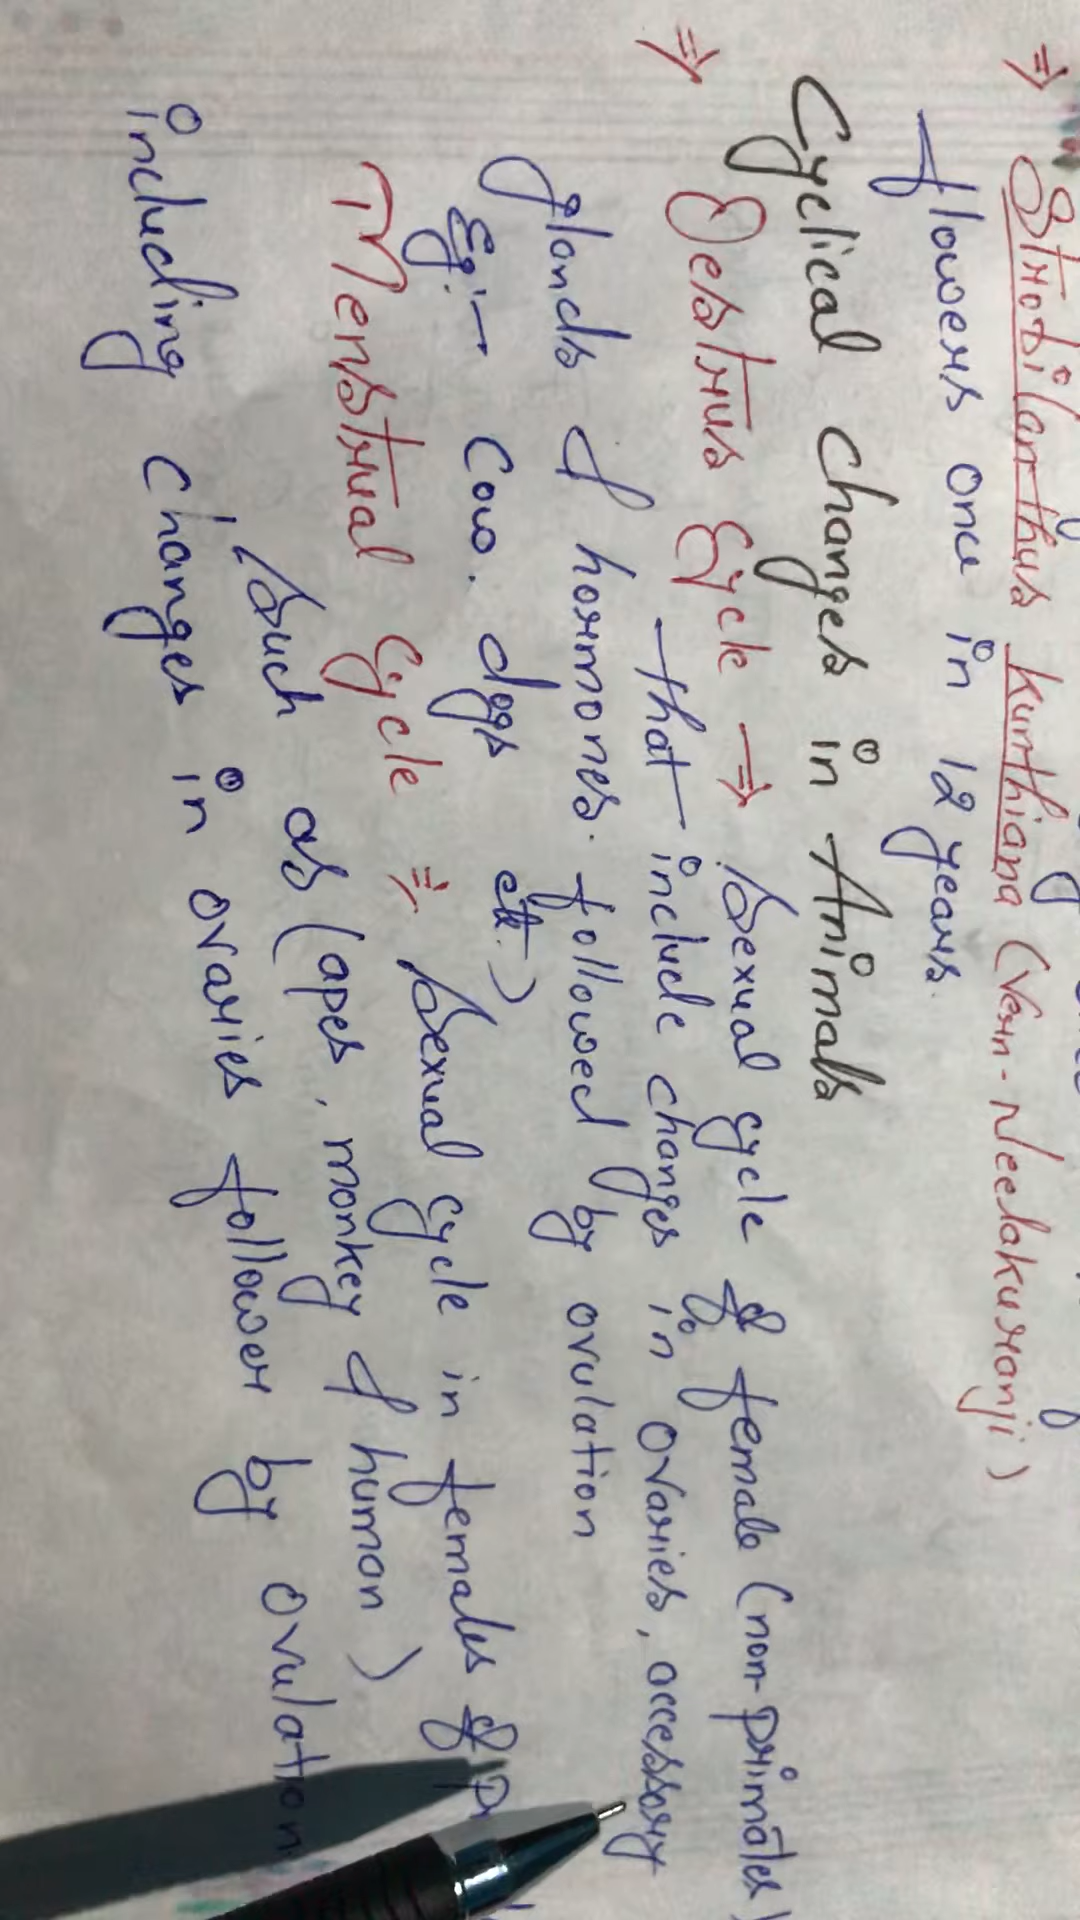 ⇒ Strobilanthus kunthiana (Vern-Neelakuranji)
flowers once in 12 years.
Cyclical changes in Animals
⇒ Oestrus Cycle → Sexual cycle of female (non-primates)
that include changes in ovaries, accessory
glands & hormones. followed by ovulation
Eg:- Cow. dogs etc.)
Menstrual Cycle ⇒ Sexual cycle in females of
such as (apes, monkey & human)
including changes in ovaries follower by ovulation